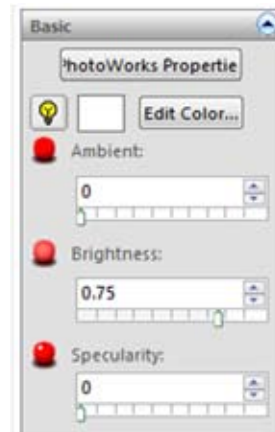 Basic
PhotoWorks Propertie
Edit Color...
Ambient:
0
Brightness:
0.75
Specularity:
0